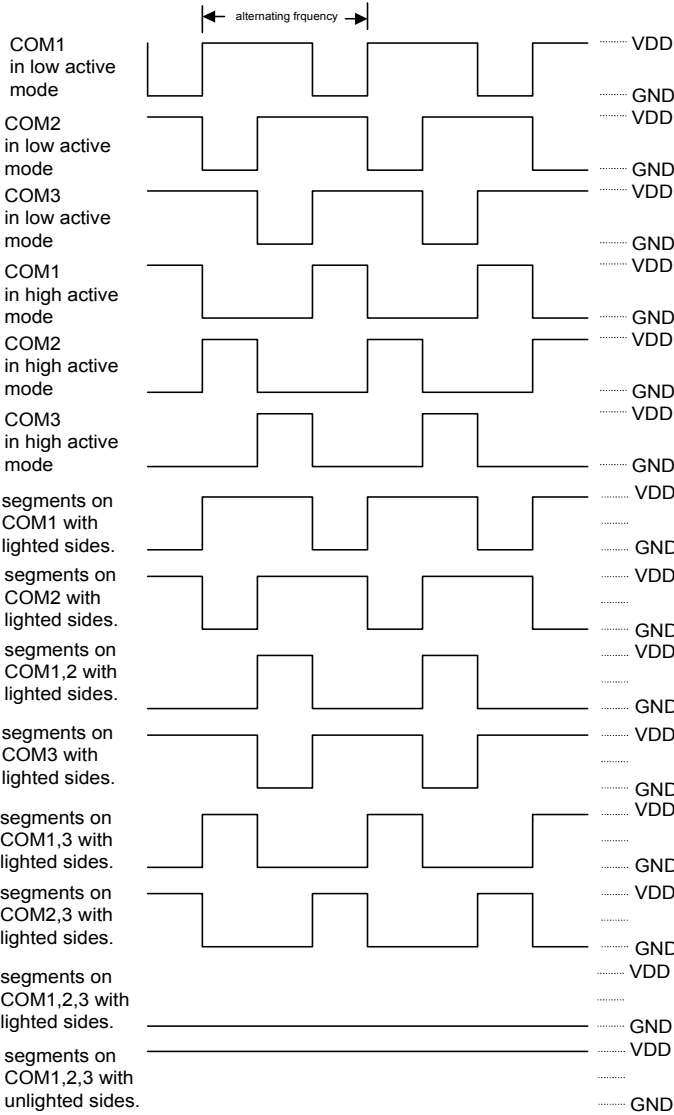 alternating frquency
COM1
in low active
mode
VDD
GND
COM2
in low active
mode
VDD
GND
COM3
in low active
mode
VDD
GND
COM1
in high active
mode
VDD
GND
COM2
in high active
mode
VDD
GND
COM3
in high active
mode
VDD
GND
segments on
COM1 with
lighted sides.
VDD
GND
segments on
COM2 with
lighted sides.
VDD
GND
segments on
COM1,2 with
lighted sides.
VDD
GND
segments on
COM3 with
lighted sides.
VDD
GND
segments on
COM1,3 with
lighted sides.
VDD
GND
segments on
COM2,3 with
lighted sides.
VDD
GND
segments on
COM1,2,3 with
lighted sides.
VDD
GND
segments on
COM1,2,3 with
unlighted sides.
VDD
GND